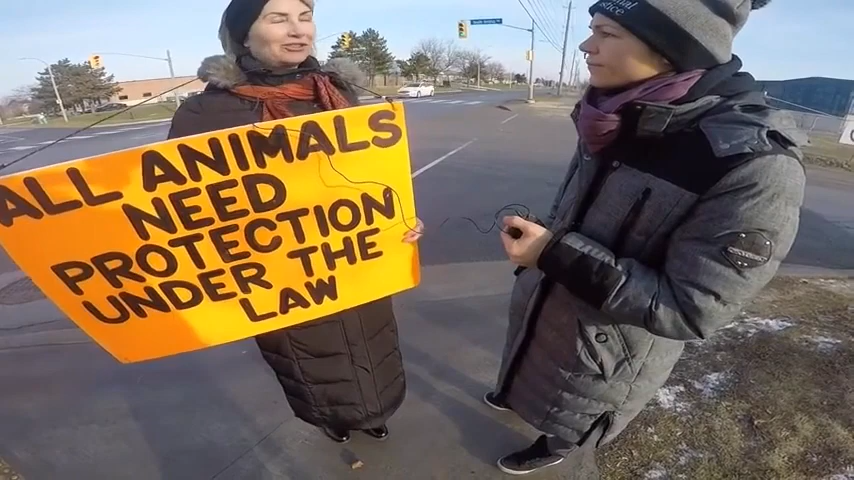 ALL ANIMALS
NEED
PROTECTION
UNDER THE
LAW